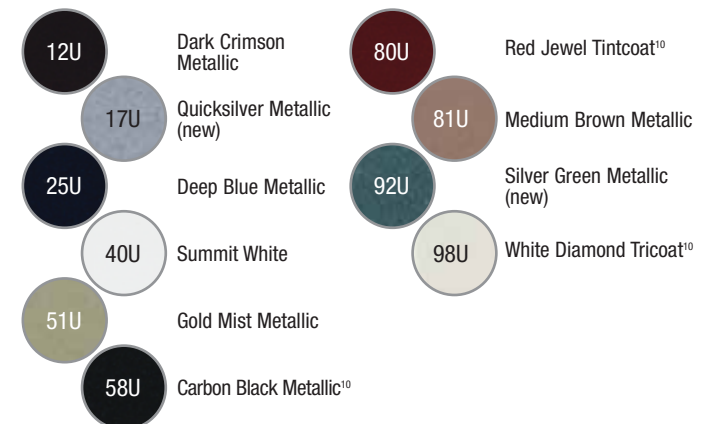 12U
Dark Crimson
Metallic
17U
Quicksilver Metallic
(new)
25U
Deep Blue Metallic
40U
Summit White
51U
Gold Mist Metallic
58U
Carbon Black Metallic¹⁰
80U
Red Jewel Tintcoat¹⁰
81U
Medium Brown Metallic
92U
Silver Green Metallic
(new)
98U
White Diamond Tricoat¹⁰